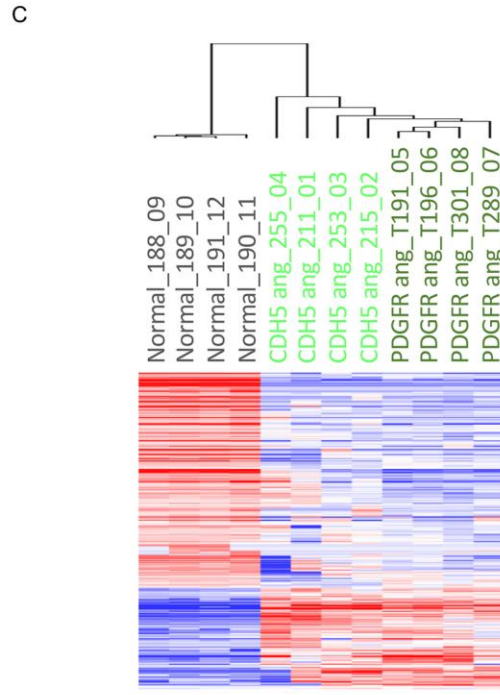 C
Normal_188_09
Normal_189_10
Normal_191_12
Normal_190_11
CDH5 ang_255_04
CDH5 ang_211_01
CDH5 ang_253_03
CDH5 ang_215_02
PDGFR ang_T191_05
PDGFR ang_T196_06
PDGFR ang_T301_08
PDGFR ang_T289_07